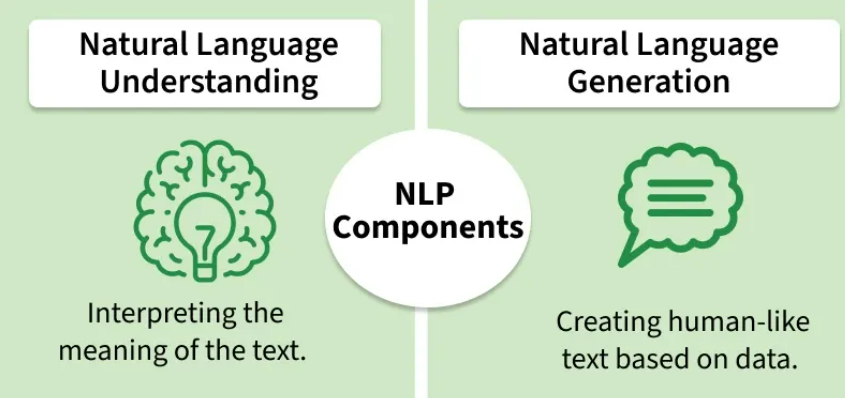 Natural Language
Understanding
Natural Language
Generation
NLP
Components
Interpreting the
meaning of the text.
Creating human-like
text based on data.